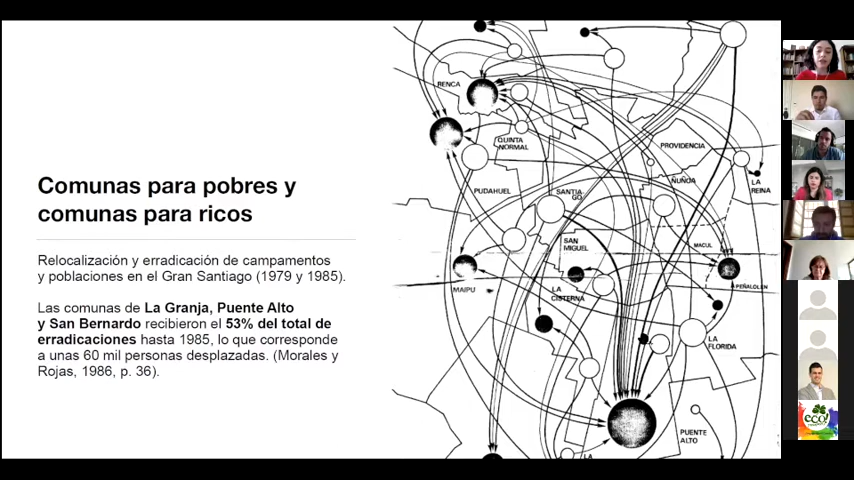 Comunas para pobres y
comunas para ricos
Relocalización y erradicación de campamentos
y poblaciones en el Gran Santiago (1979 y 1985).
Las comunas de La Granja, Puente Alto
y San Bernardo recibieron el 53% del total de
erradicaciones hasta 1985, lo que corresponde
a unas 60 mil personas desplazadas. (Morales y
Rojas, 1986, p. 36).
RENCA
QUINTA
NORMAL
PROVIDENCIA
PUDAHUEL
SANTIA
GO
ÑUÑOA
LA
REINA
SAN
MIGUEL
MACUL
MAIPU
LA
CISTERNA
PEÑALOLEN
LA
FLORIDA
PUENTE
ALTO
LA
eco!